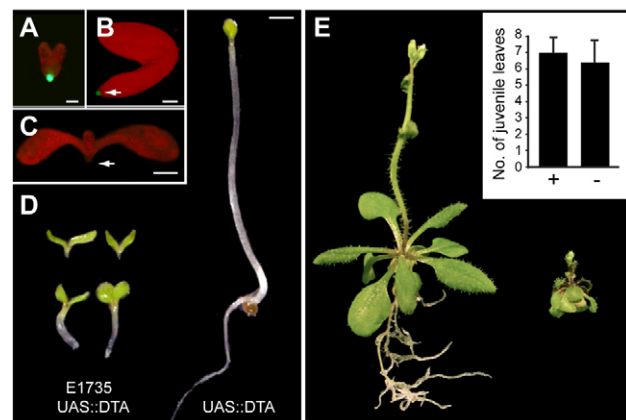 A
B
C
D
E1735
UAS::DTA
UAS::DTA
E
No. of juvenile leaves
8
7
6
5
4
3
2
1
0
+
-